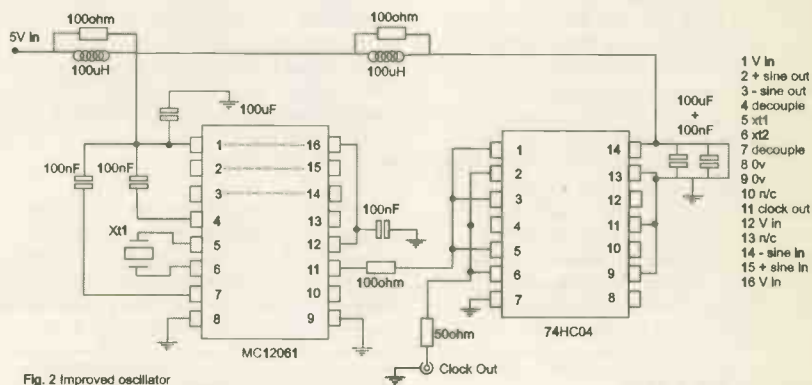 100ohm
100ohm
5V In
100uH
100uH
100uF
100nF
100nF
1
2
3
4
5
6
7
8
16
15
14
13
12
11
10
9
Xt1
100nF
100ohm
MC12061
1
2
3
4
5
6
7
14
13
12
11
10
9
8
74HC04
50ohm
Clock Out
100uF
+
100nF
1 V in
2 + sine out
3 - sine out
4 decouple
5 xt1
6 xt2
7 decouple
8 0v
9 0v
10 n/c
11 clock out
12 V in
13 n/c
14 - sine in
15 + sine in
16 V in
Fig. 2 Improved oscillator